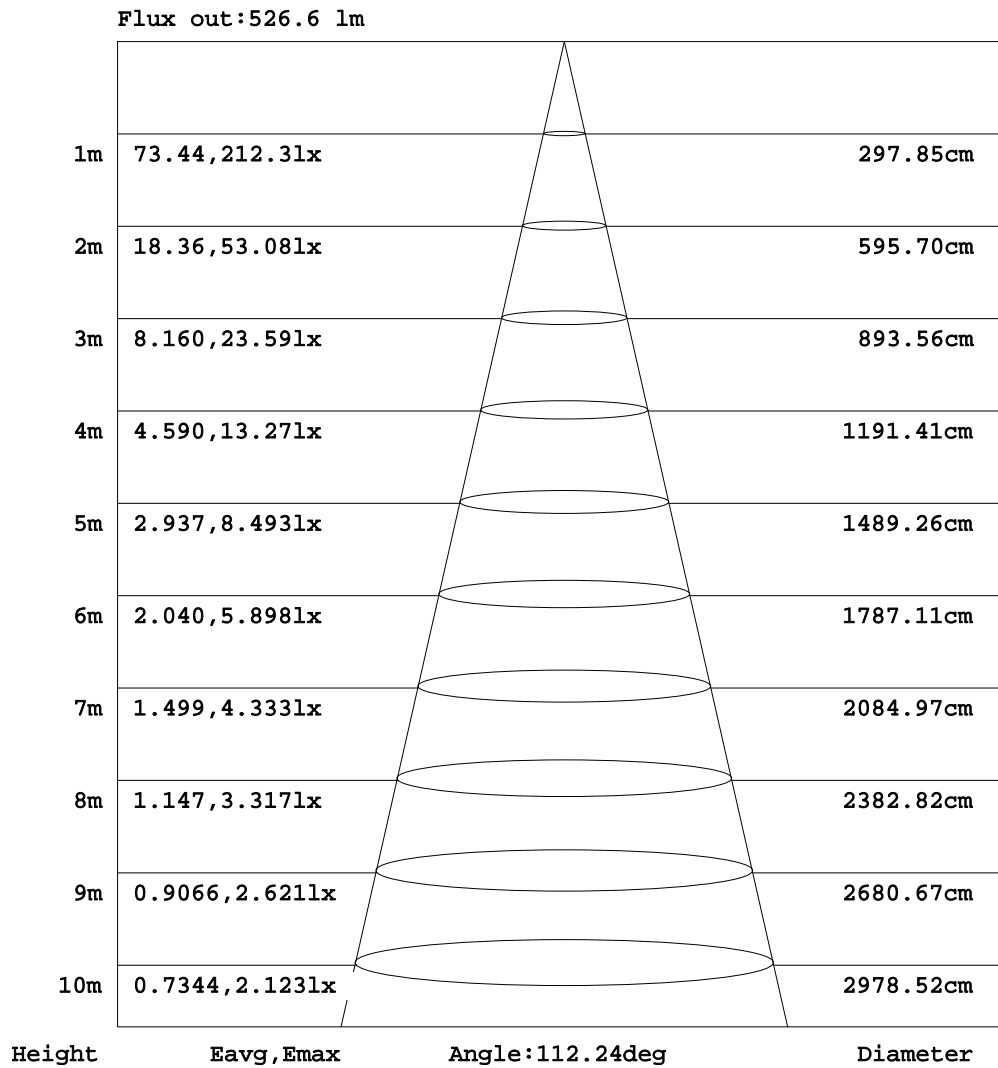 Flux out:526.6 lm
1m 73.44,212.3lx 297.85cm
2m 18.36,53.08lx 595.70cm
3m 8.160,23.59lx 893.56cm
4m 4.590,13.27lx 1191.41cm
5m 2.937,8.493lx 1489.26cm
6m 2.040,5.898lx 1787.11cm
7m 1.499,4.333lx 2084.97cm
8m 1.147,3.317lx 2382.82cm
9m 0.9066,2.621lx 2680.67cm
10m 0.7344,2.123lx 2978.52cm
Height Eavg,Emax Angle:112.24deg Diameter